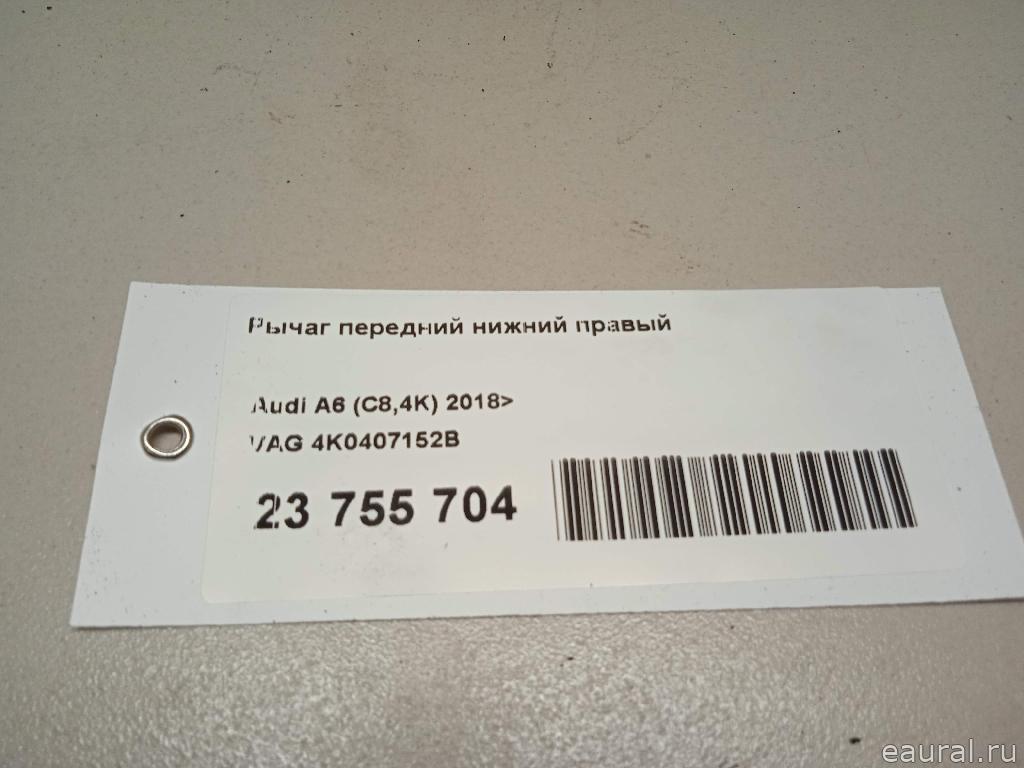 Рычаг передний нижний правый
Audi A6 (C8,4K) 2018>
VAG 4K0407152B
23 755 704
eaural.ru